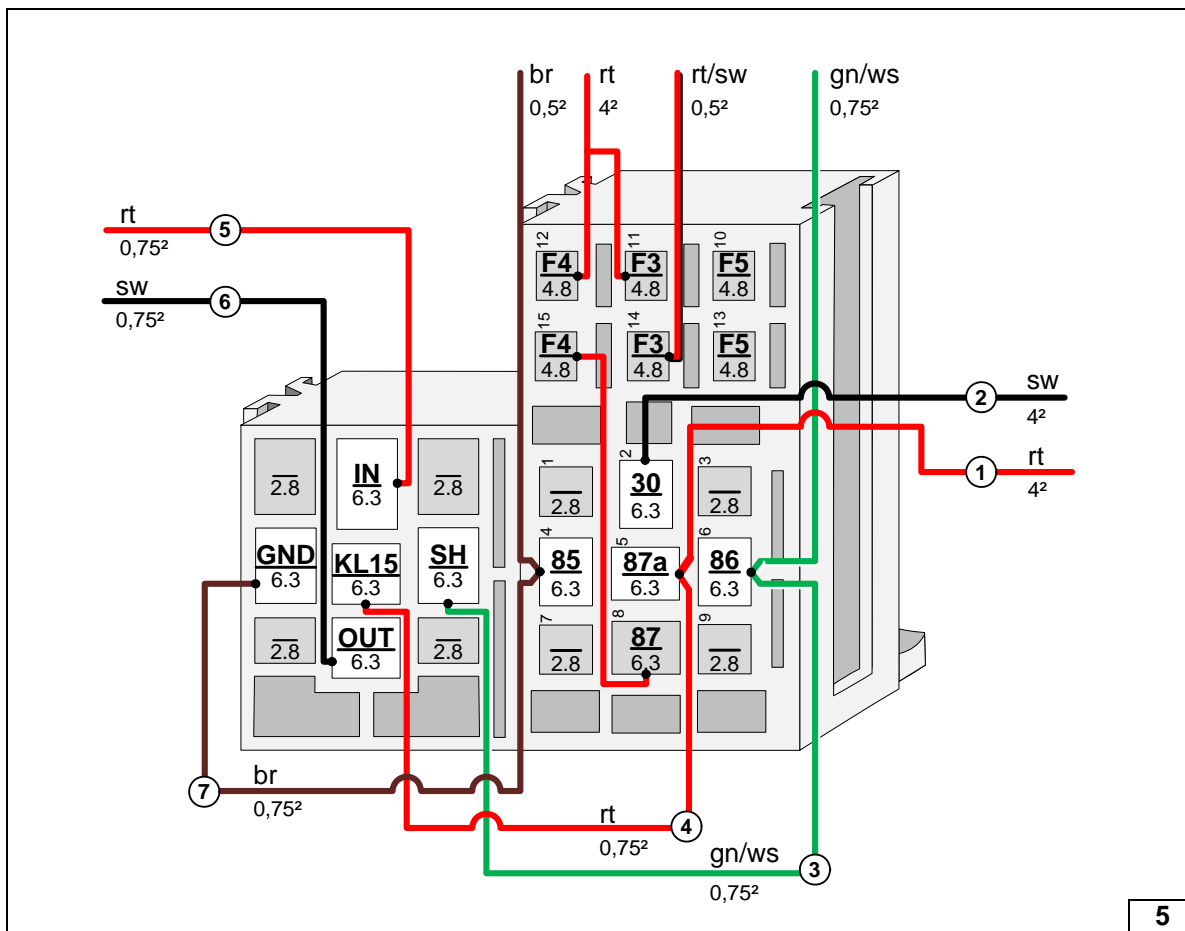 br rt rt/sw gn/ws
0,5² 4² 0,5² 0,75²
rt 5
0,75²
sw 6
0,75²
12 11 10
F4 F3 F5
4.8 4.8 4.8
15 14 13
F4 F3 F5
4.8 4.8 4.8
2 sw
4²
1 rt
4²
2.8 IN 2.8
6.3
1 2 3
2.8 30 2.8
6.3
GND KL15 SH
6.3 6.3 6.3
4 5 6
85 87a 86
6.3 6.3 6.3
2.8 OUT 2.8
6.3
7 8 9
2.8 87 2.8
6.3
7 br
0,75²
rt 4
0,75²
gn/ws 3
0,75²
5